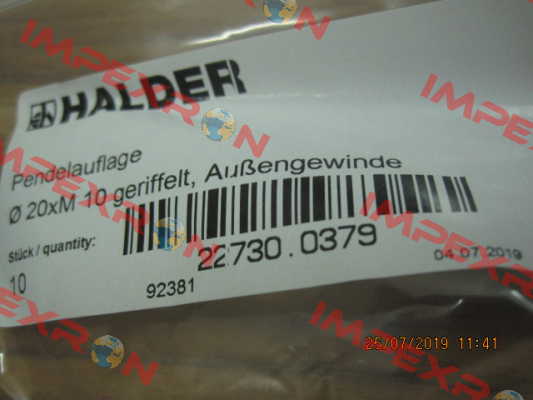 HALDER
Pendelauflage
Ø 20xM 10 geriffelt, Außengewinde
Stück / quantity:
10
22730.0379
92381
04.07.2019
25/07/2019 11:41
IMPEXRON
IMPEXRON
IMPEXRON
IMPEXRON
IMPEXRON
IMPEXRON